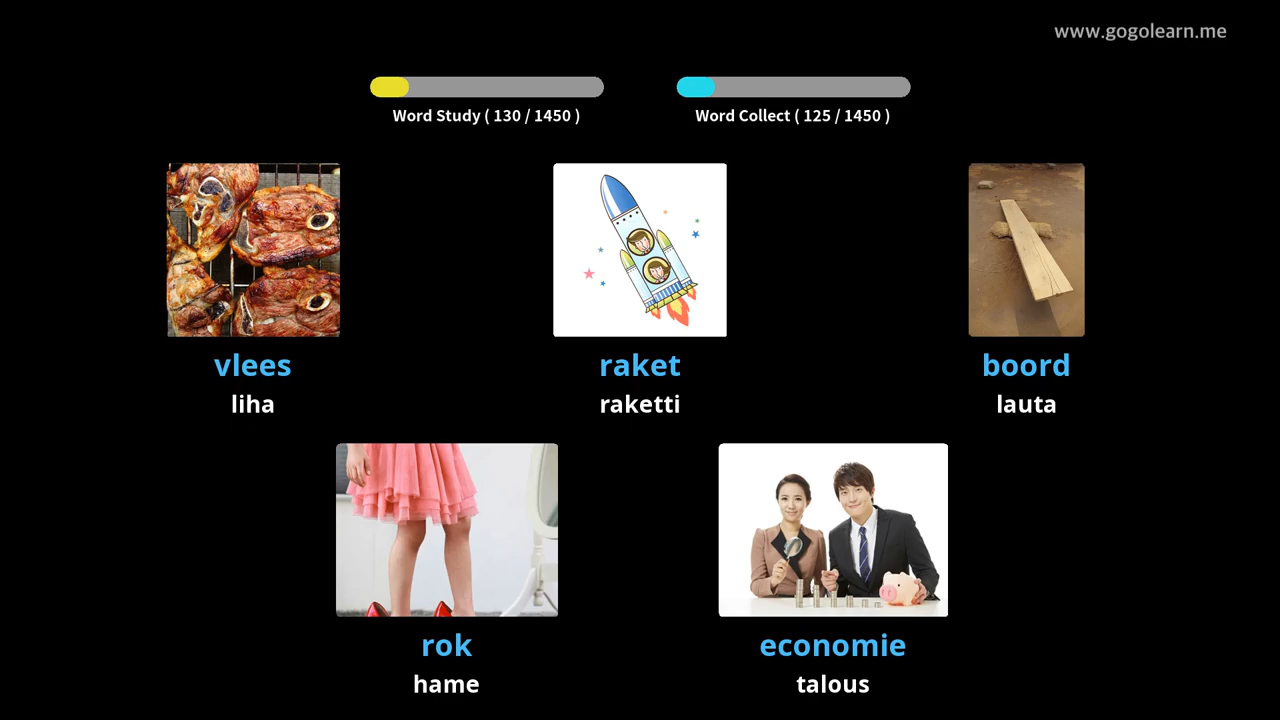 www.gogolearn.me
Word Study ( 130 / 1450 )
Word Collect ( 125 / 1450 )
vlees
liha
raket
raketti
boord
lauta
rok
hame
economie
talous